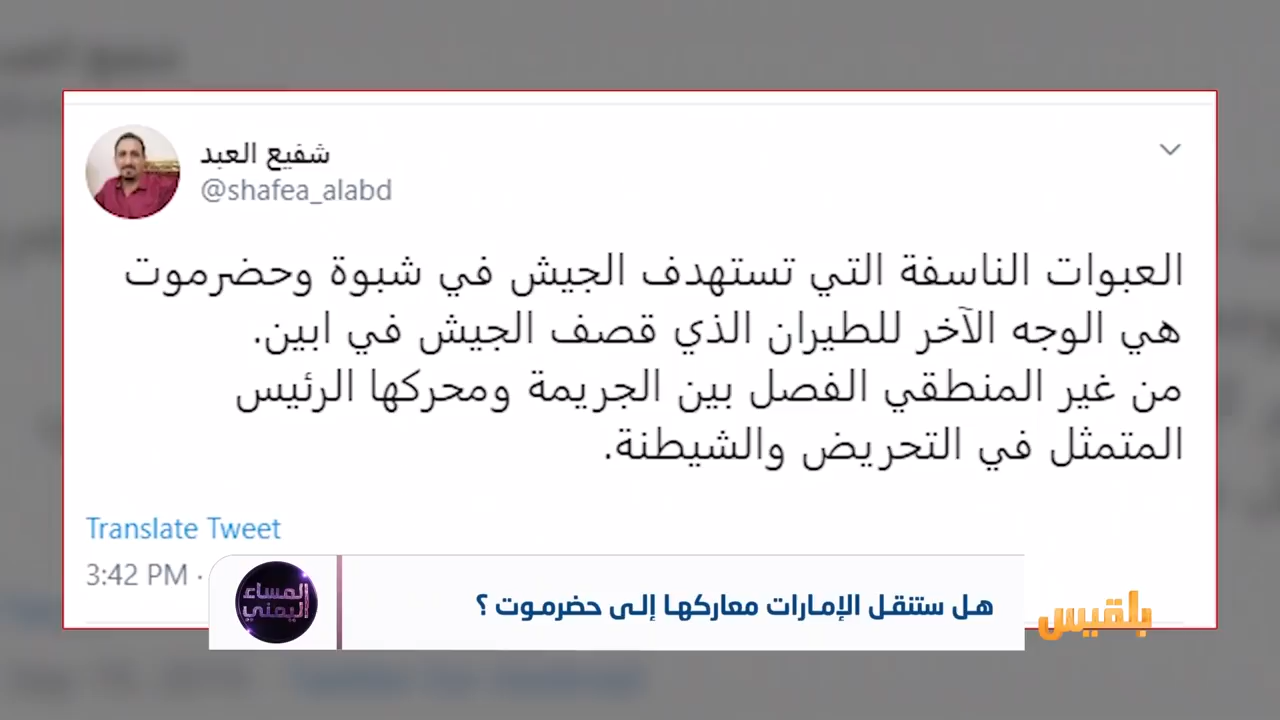 شفيع العبد
@shafea_alabd
العبوات الناسفة التي تستهدف الجيش في شبوة وحضرموت
هي الوجه الآخر للطيران الذي قصف الجيش في ابين.
من غير المنطقي الفصل بين الجريمة ومحركها الرئيس
المتمثل في التحريض والشيطنة.
Translate Tweet
3:42 PM ·
المساء
اليمني
هل ستنقل الإمارات معاركها إلى حضرموت ؟
بلقيس